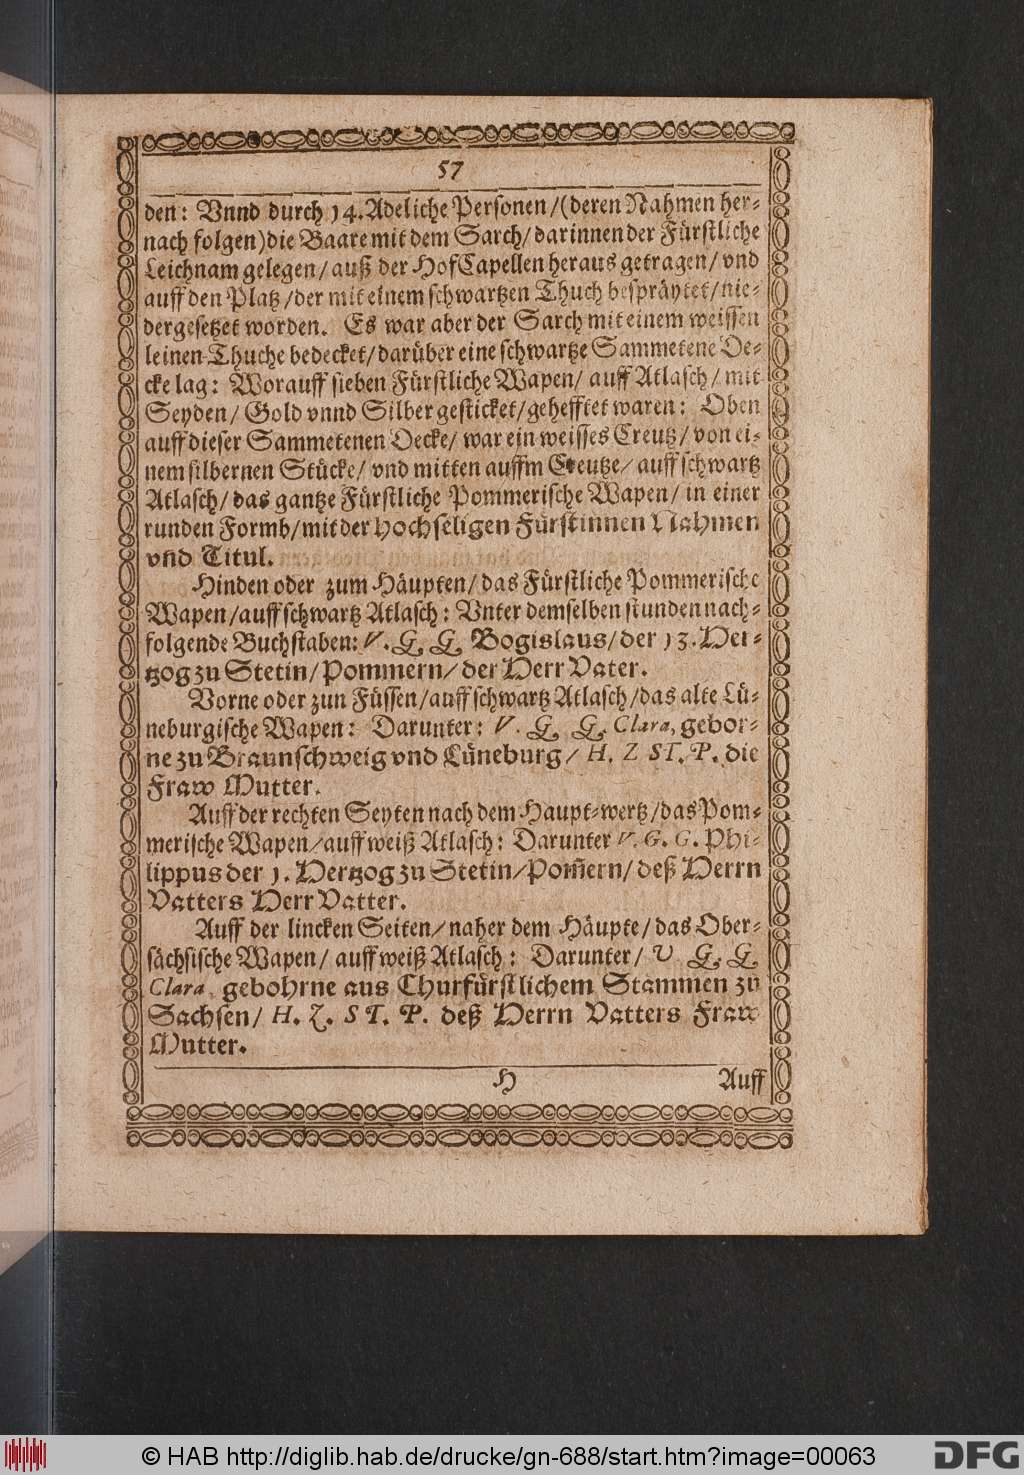 57
den: Vnnd durch 14. Adeliche Personen/(deren Nahmen her-
nach folgen)die Baare mit dem Sarch/darinnen der Fürstliche
Leichnam gelegen/auß der HofCapellen heraus getragen/vnd
auff den Platz/der mit einem schwartzen Thuch bespräytet/nie-
dergesetzet worden. Es war aber der Sarch mit einem weissen
leinen-Thuche bedecket/darüber eine schwartze Sammetene De-
cke lag: Worauff sieben Fürstliche Wapen/ auff Atlasch/ mit
Seyden/ Gold vnnd Silber gesticket/gehefftet waren: Oben
auff dieser Sammetenen Decke/ war ein weisses Creutz/ von ei-
nem silbernen Stücke/ vnd mitten auffm Creutze/ auff schwartz
Atlasch/das gantze Fürstliche Pommerische Wapen/ in einer
runden Formb/mit der Hochseligen Fürstinnen Nahmen
vnd Titul.
Hinden oder zum Häupten/das Fürstliche Pommerische
Wapen/auff schwartz Atlasch: Vnter demselben stunden nach-
folgende Buchstaben: V. G. G. Bogislaus/der 13. Her-
tzog zu Stetin/Pommern/ der Herr Vater.
Vorne oder zun Füssen/auff schwartz Atlasch/das alte Lü-
neburgische Wapen: Darunter: V. G. G. Clara, gebor-
ne zu Braunschweig vnd Lüneburg/ H. Z ST. P. die
Fraw Mutter.
Auff der rechten Seyten nach dem Haupt-wertz/das Pom-
merische Wapen/auff weiß Atlasch: Darunter V. G. G. Phi-
lippus der 1. Hertzog zu Stetin/Pom̄ern/deß Herrn
Vatters Herr Vatter.
Auff der lincken Seiten/naher dem Häupte/das Ober-
sächsische Wapen/ auff weiß Atlasch: Darunter/ V G. G.
Clara, gebohrne aus Churfürstlichem Stammen zu
Sachsen/ H. Z. ST. P. deß Herrn Vatters Fraw
Mutter.
H Auff
© HAB http://diglib.hab.de/drucke/gn-688/start.htm?image=00063
DFG